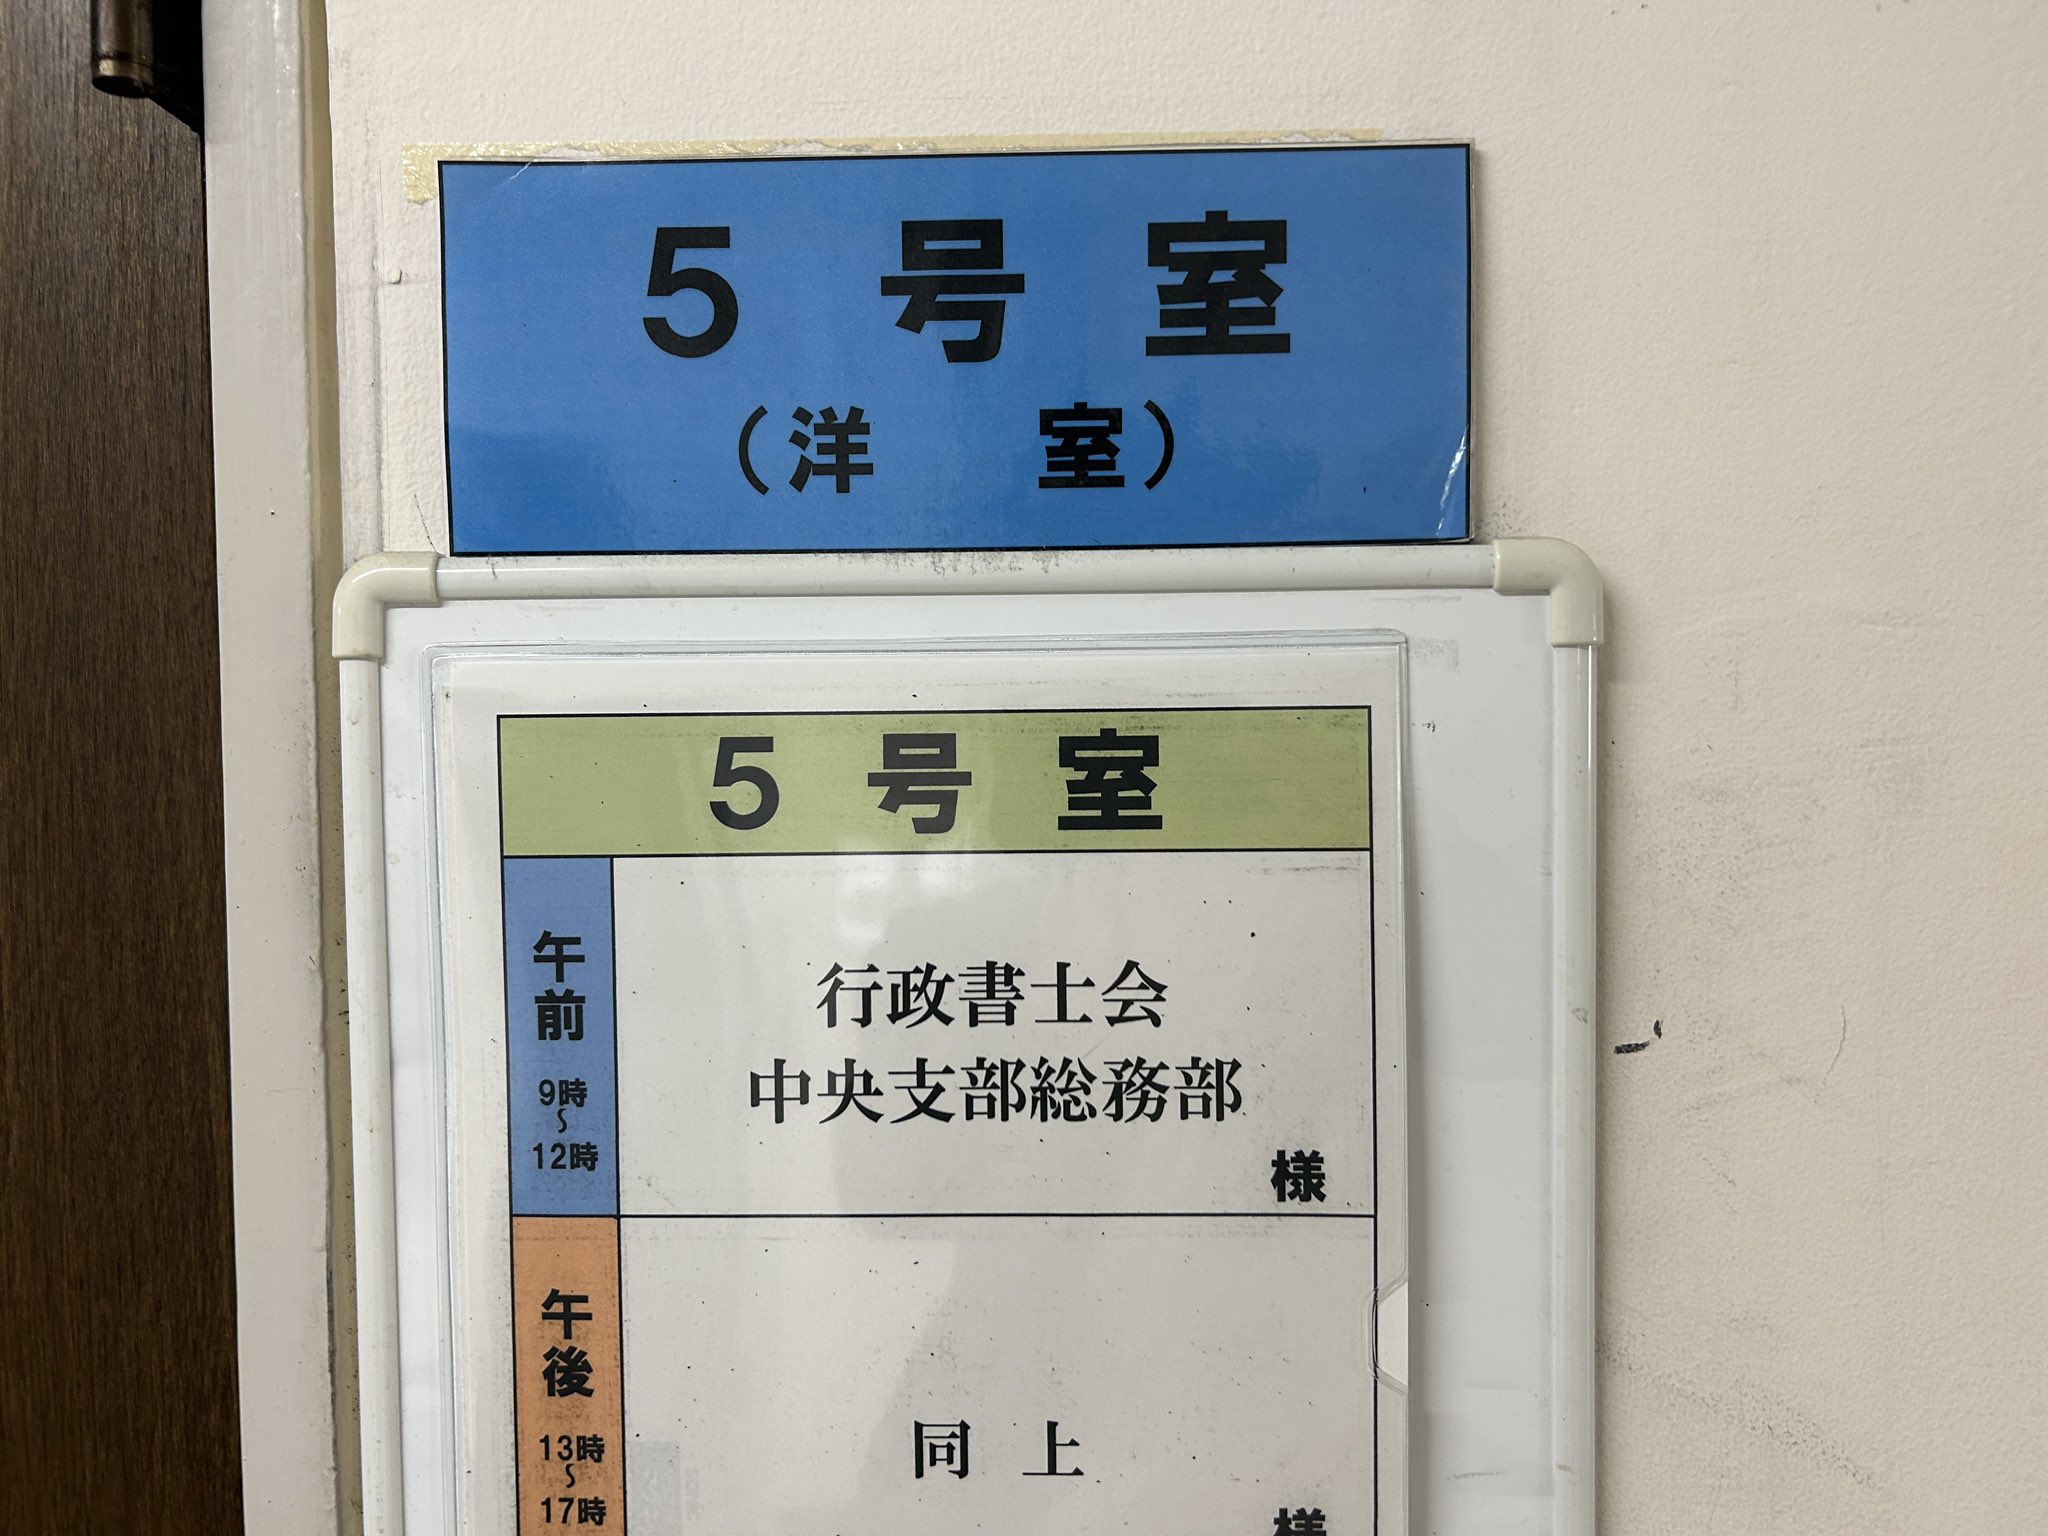 5 号 室
(洋 室)
5 号 室
午前
9時
〜
12時
行政書士会
中央支部総務部
様
午後
13時
〜
17時
同 上
様